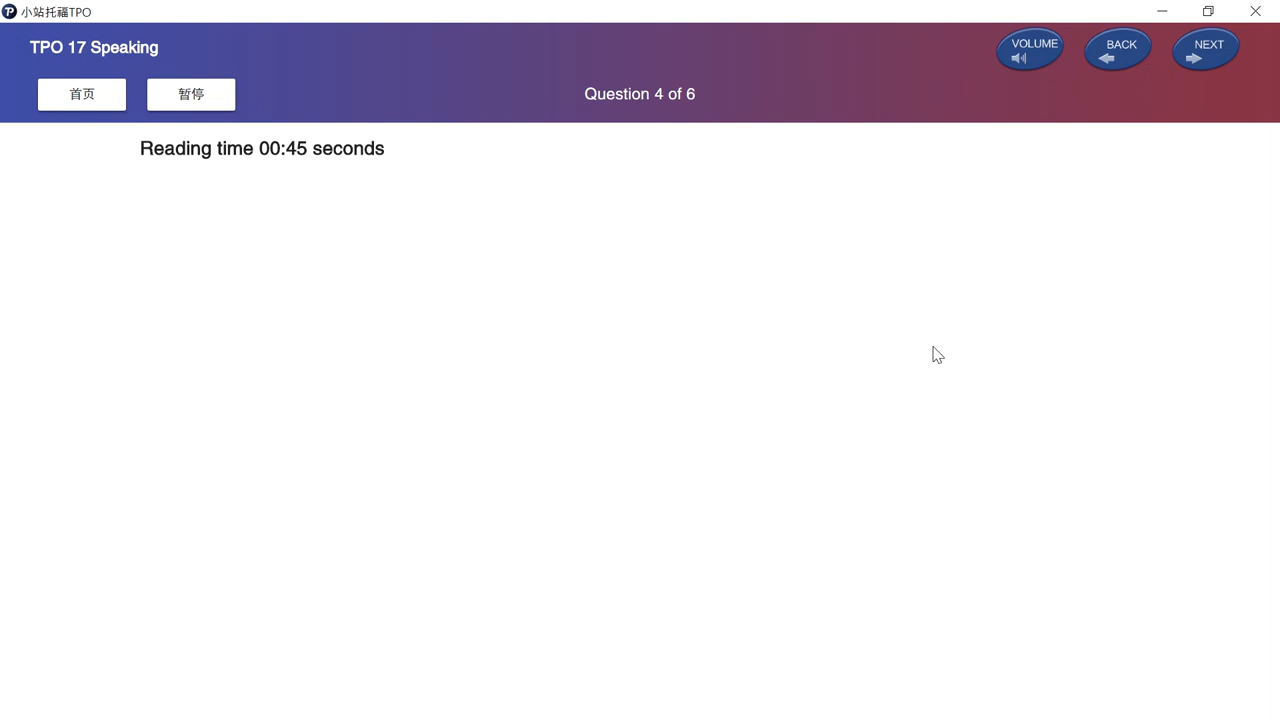 小站托福TPO
TPO 17 Speaking
VOLUME
BACK
NEXT
首页
暂停
Question 4 of 6
Reading time 00:45 seconds